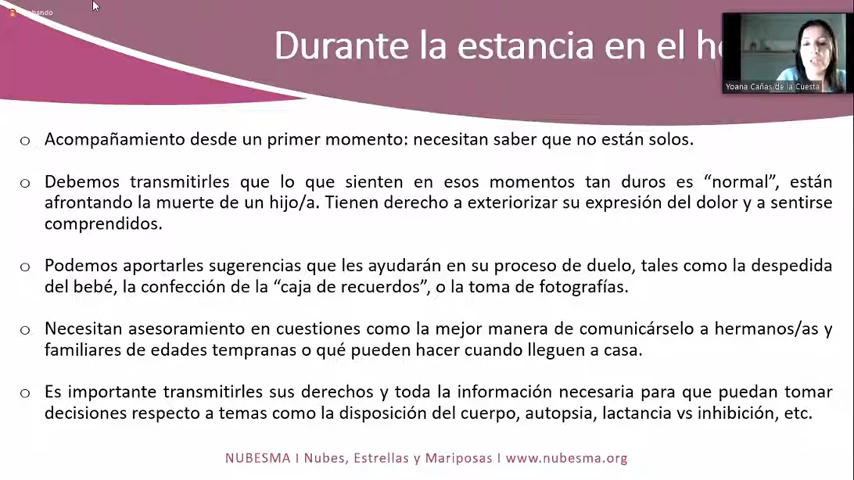 Durante la estancia en el
Yoana Cañas de la Cuesta
o Acompañamiento desde un primer momento: necesitan saber que no están solos.
o Debemos transmitirles que lo que sienten en esos momentos tan duros es “normal”, están
afrontando la muerte de un hijo/a. Tienen derecho a exteriorizar su expresión del dolor y a sentirse
comprendidos.
o Podemos aportarles sugerencias que les ayudarán en su proceso de duelo, tales como la despedida
del bebé, la confección de la “caja de recuerdos”, o la toma de fotografías.
o Necesitan asesoramiento en cuestiones como la mejor manera de comunicárselo a hermanos/as y
familiares de edades tempranas o qué pueden hacer cuando lleguen a casa.
o Es importante transmitirles sus derechos y toda la información necesaria para que puedan tomar
decisiones respecto a temas como la disposición del cuerpo, autopsia, lactancia vs inhibición, etc.
NUBESMA I Nubes, Estrellas y Mariposas I www.nubesma.org